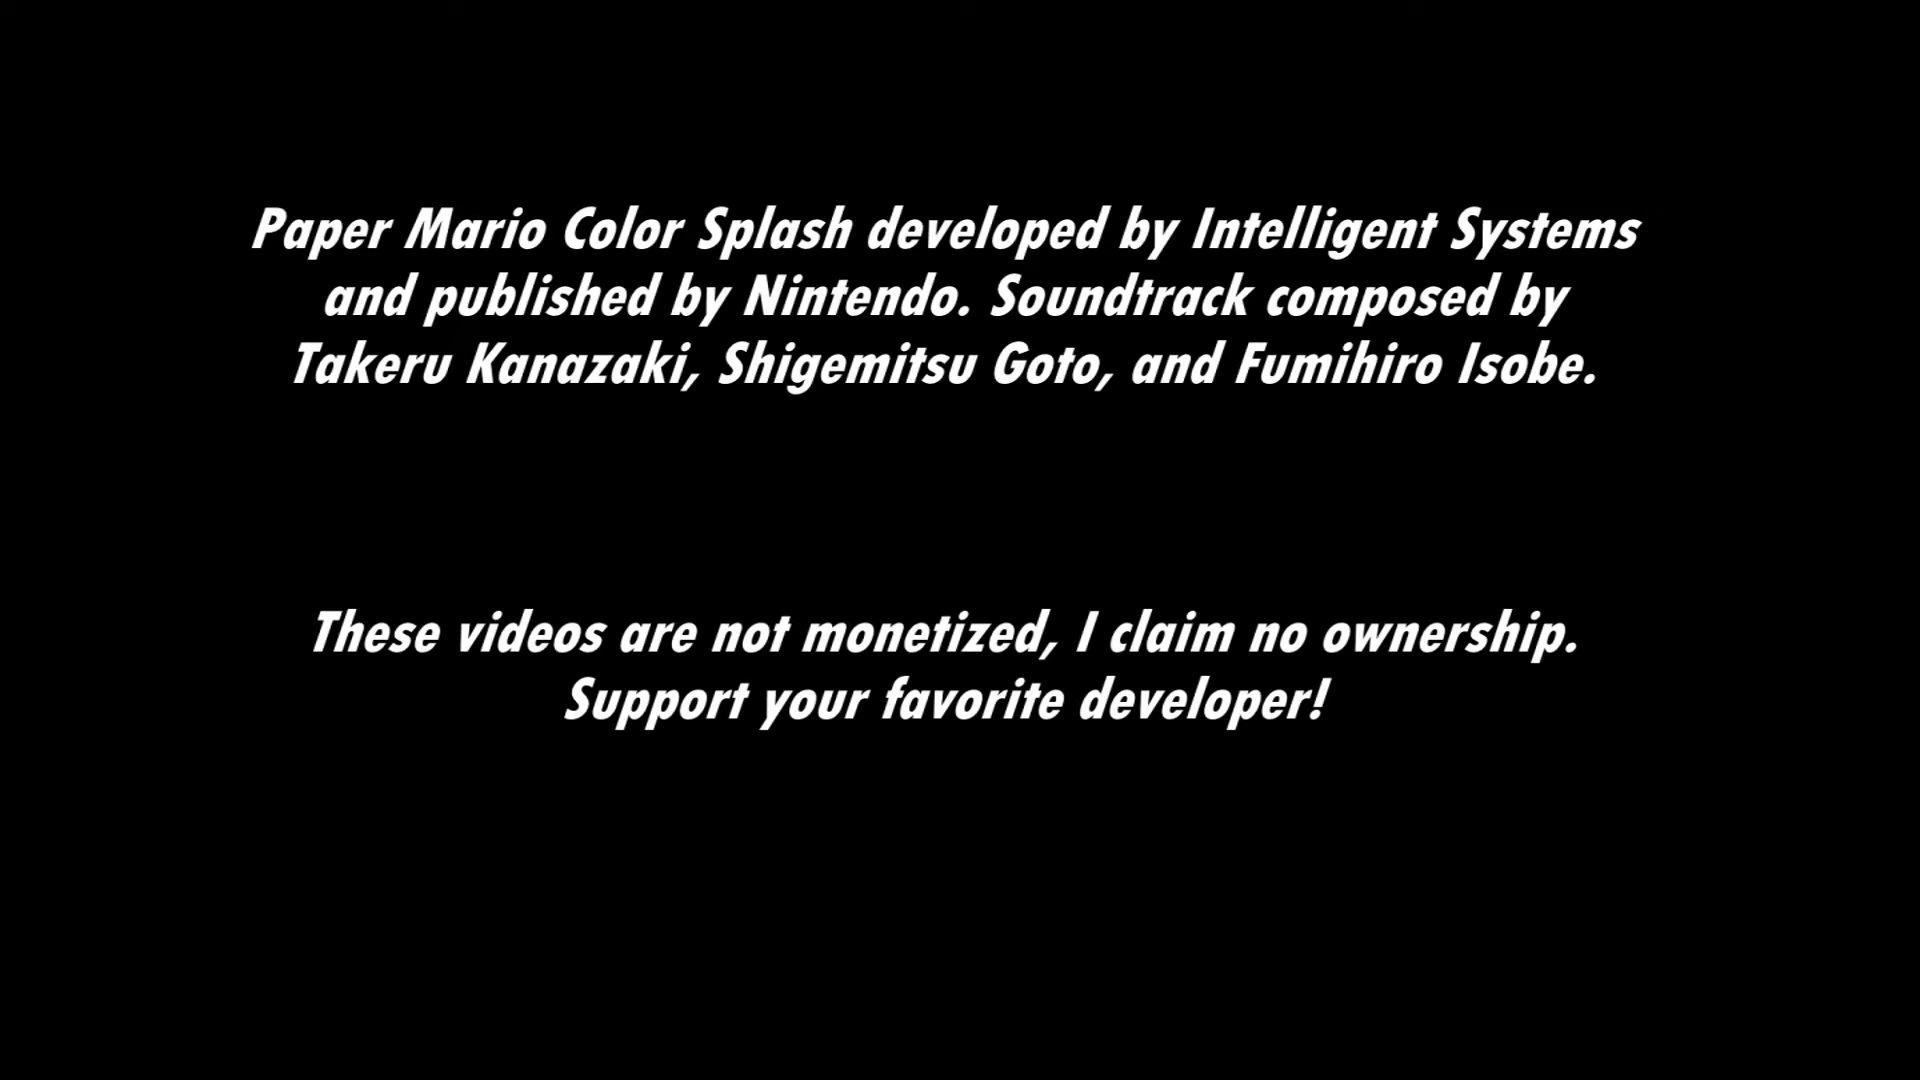 Paper Mario Color Splash developed by Intelligent Systems
and published by Nintendo. Soundtrack composed by
Takeru Kanazaki, Shigemitsu Goto, and Fumihiro Isobe.
These videos are not monetized, I claim no ownership.
Support your favorite developer!